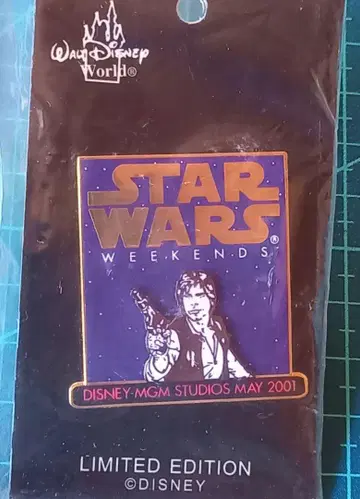 WALT DISNEY
World®
STAR
WARS®
WEEKENDS
DISNEY-MGM STUDIOS MAY 2001
LIMITED EDITION
©DISNEY